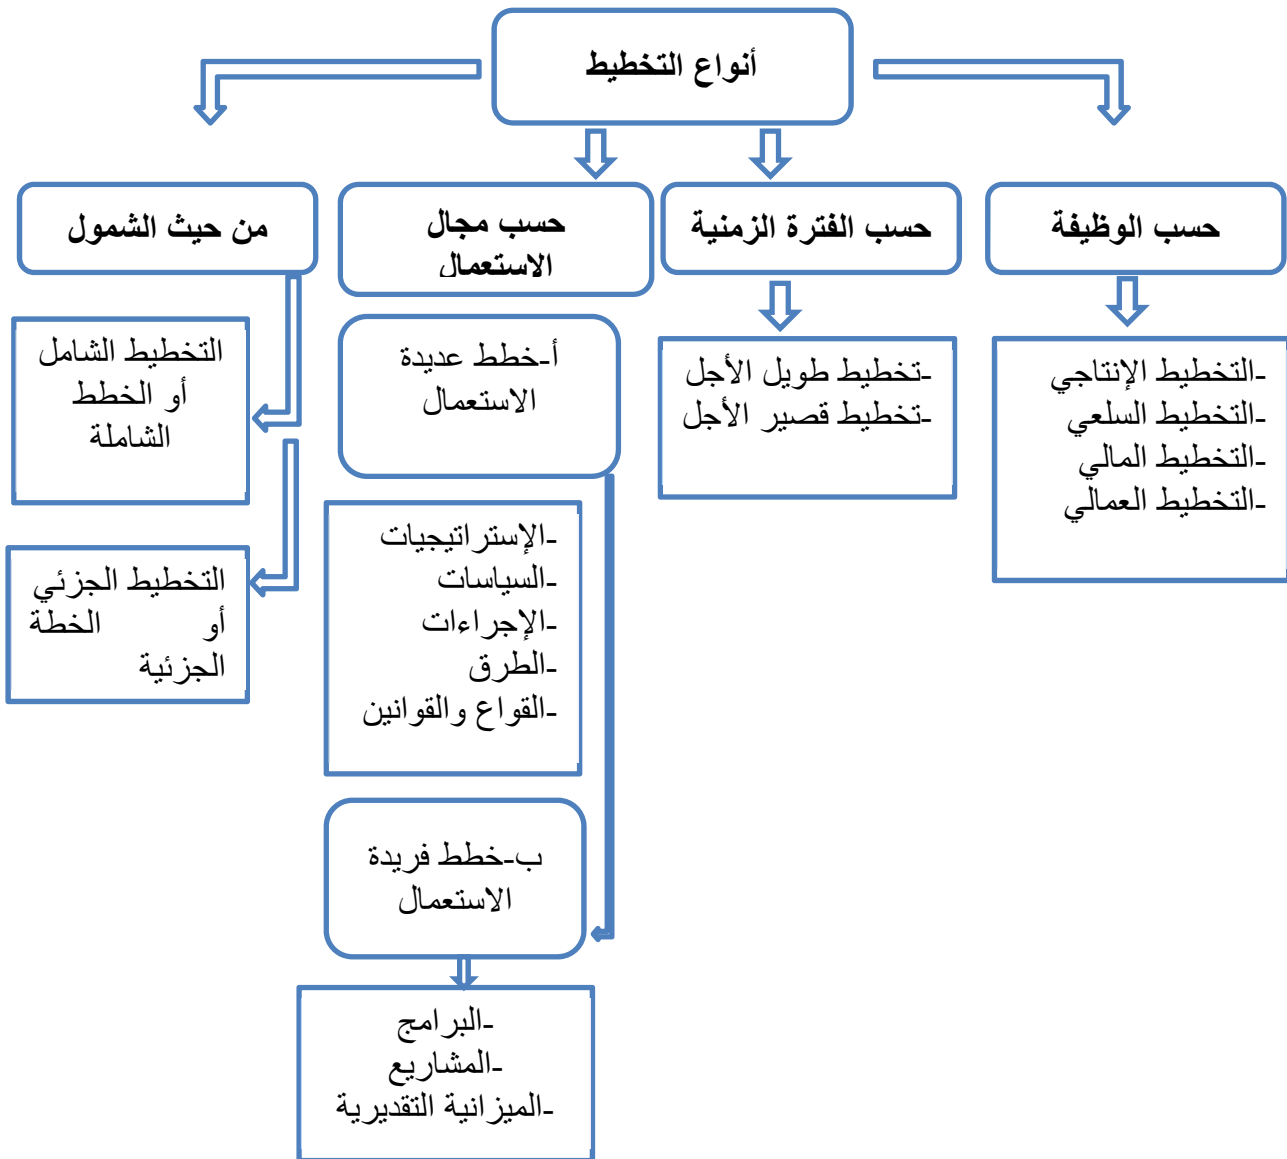 أنواع التخطيط
حسب الوظيفة
حسب الفترة الزمنية
حسب مجال
الاستعمال
من حيث الشمول
-التخطيط الإنتاجي
-التخطيط السلعي
-التخطيط المالي
-التخطيط العمالي
-تخطيط طويل الأجل
-تخطيط قصير الأجل
أ-خطط عديدة
الاستعمال
-الإستراتيجيات
-السياسات
-الإجراءات
-الطرق
-القواع والقوانين
ب-خطط فريدة
الاستعمال
-البرامج
-المشاريع
-الميزانية التقديرية
التخطيط الشامل
أو الخطط
الشاملة
التخطيط الجزئي
أو الخطة
الجزئية